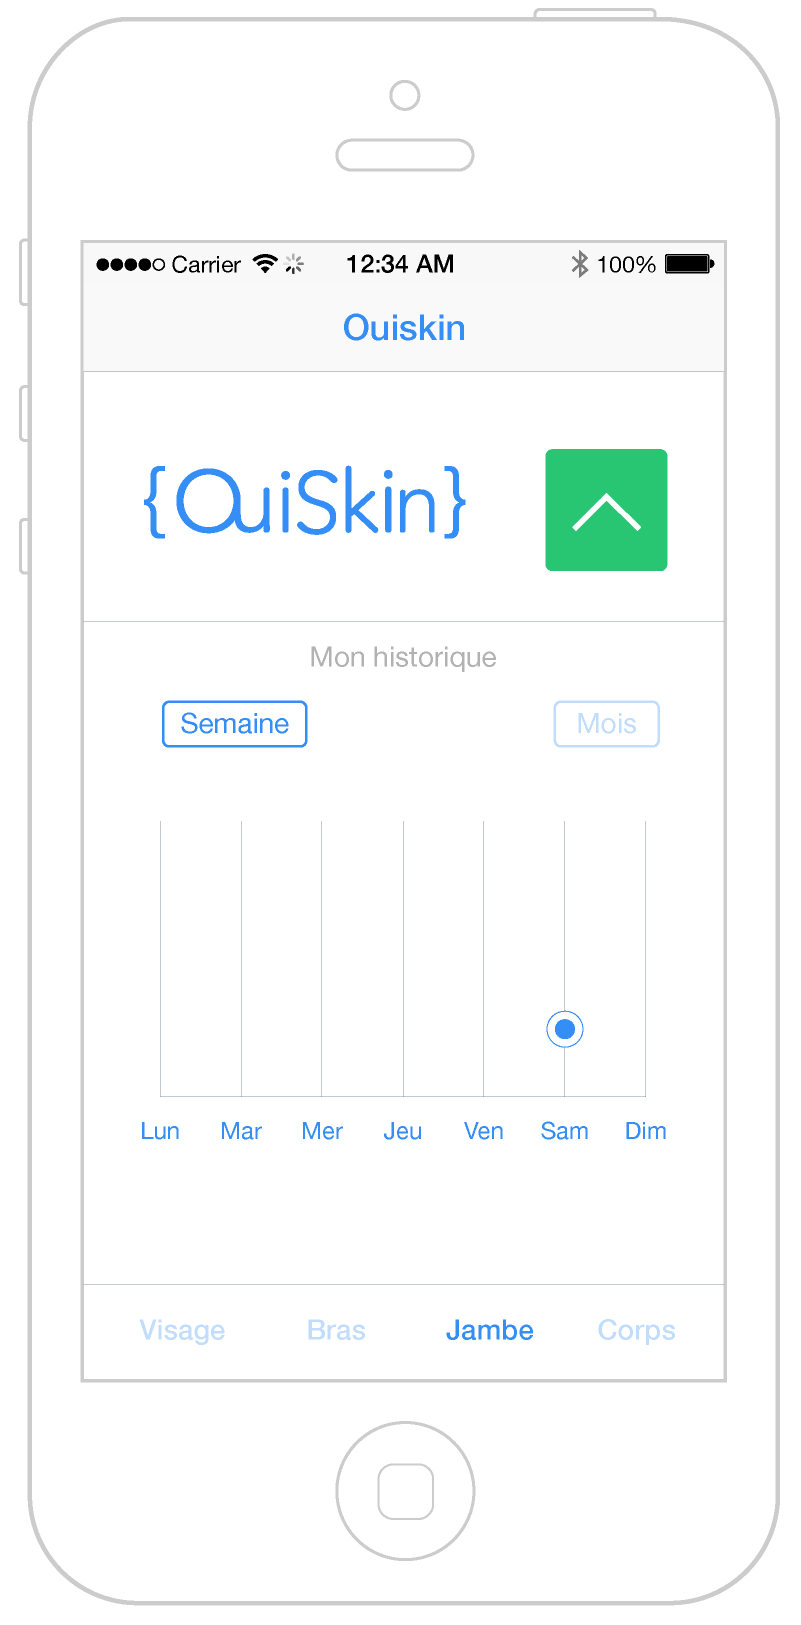 Carrier 12:34 AM 100%
Ouiskin
{OuiSkin}
Mon historique
Semaine Mois
Lun Mar Mer Jeu Ven Sam Dim
Visage Bras Jambe Corps